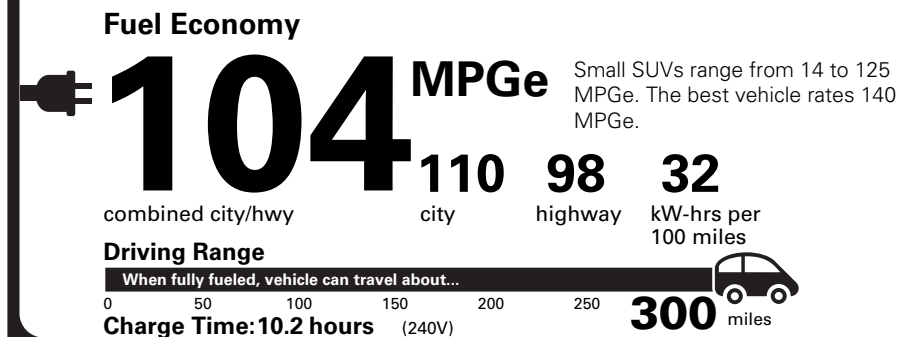 Fuel Economy
104 MPGe
Small SUVs range from 14 to 125
MPGe. The best vehicle rates 140
MPGe.
combined city/hwy
110
city
98
highway
32
kW-hrs per
100 miles
Driving Range
When fully fueled, vehicle can travel about...
0 50 100 150 200 250 300 miles
Charge Time: 10.2 hours (240V)